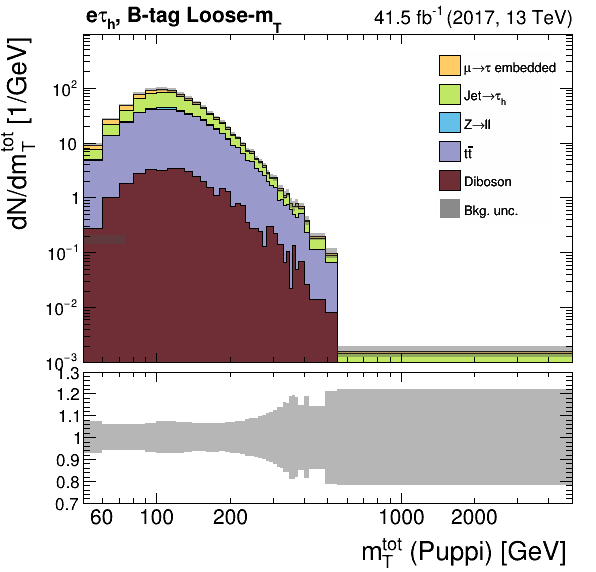 eτh, B-tag Loose-mT
41.5 fb⁻¹ (2017, 13 TeV)
dN/dmTᵗᵒᵗ [1/GeV]
μ→τ embedded
Jet→τh
Z→ll
tt̄
Diboson
Bkg. unc.
10²
10
1
10⁻¹
10⁻²
10⁻³
1.3
1.2
1.1
1
0.9
0.8
0.7
60 100 200 1000 2000
mTᵗᵒᵗ (Puppi) [GeV]